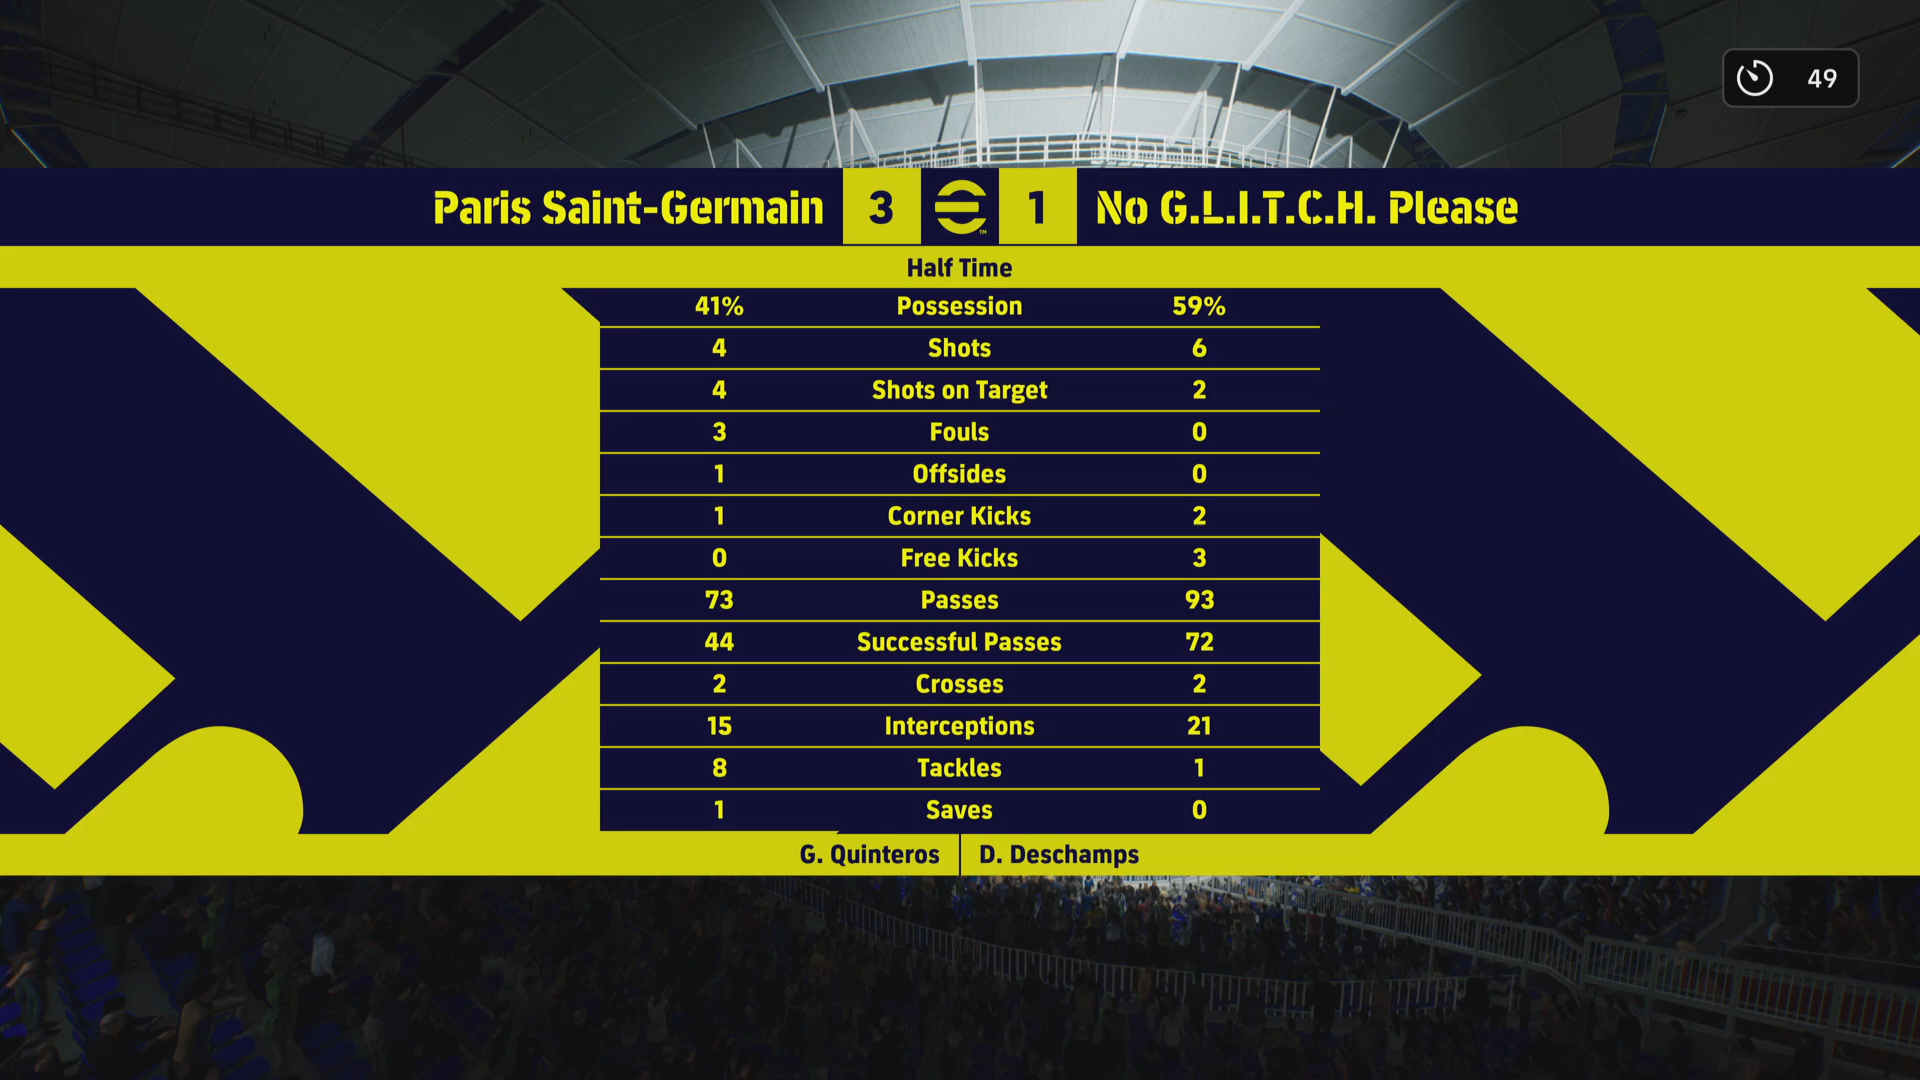 49
Paris Saint-Germain 3 1 No G.L.I.T.C.H. Please
TM
Half Time
41% Possession 59%
4 Shots 6
4 Shots on Target 2
3 Fouls 0
1 Offsides 0
1 Corner Kicks 2
0 Free Kicks 3
73 Passes 93
44 Successful Passes 72
2 Crosses 2
15 Interceptions 21
8 Tackles 1
1 Saves 0
G. Quinteros D. Deschamps